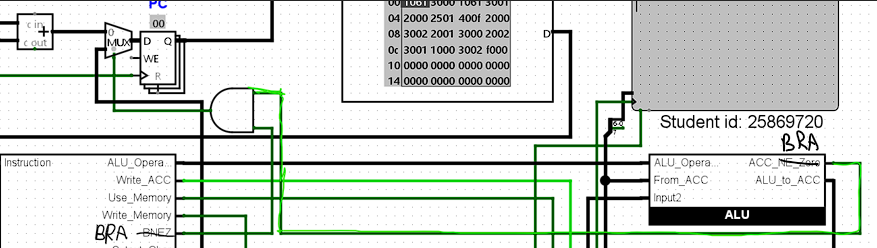 PC
00
c in
+
c out
0
MUX
D Q
WE
R
00 1061 3000 1061 3001
04 2000 2501 400f 2000
08 3002 2001 3000 2002
0c 3001 1000 3002 f000
10 0000 0000 0000 0000
14 0000 0000 0000 0000
D
Student id: 25869720
BRA
Instruction
ALU_Opera...
Write_ACC
Use_Memory
Write_Memory
BRA BNEZ
ALU_Opera... ACC_NE_Zero
From_ACC ALU_to_ACC
Input2
ALU